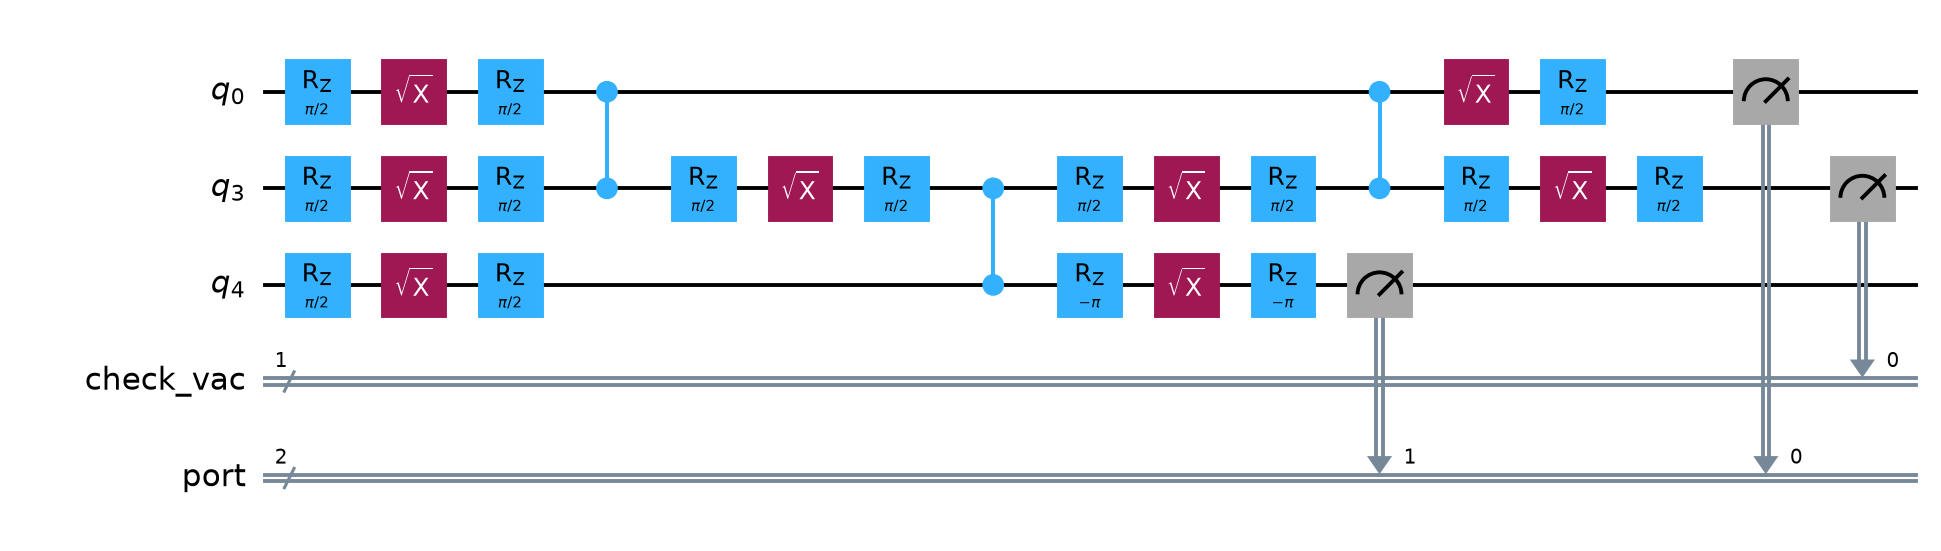 q0 RZ π/2 √X RZ π/2 √X RZ π/2
q3 RZ π/2 √X RZ π/2 RZ π/2 √X RZ π/2 RZ π/2 √X RZ π/2 RZ π/2 √X RZ π/2
q4 RZ π/2 √X RZ π/2 RZ −π √X RZ −π
check_vac 1 0
port 2 1 0